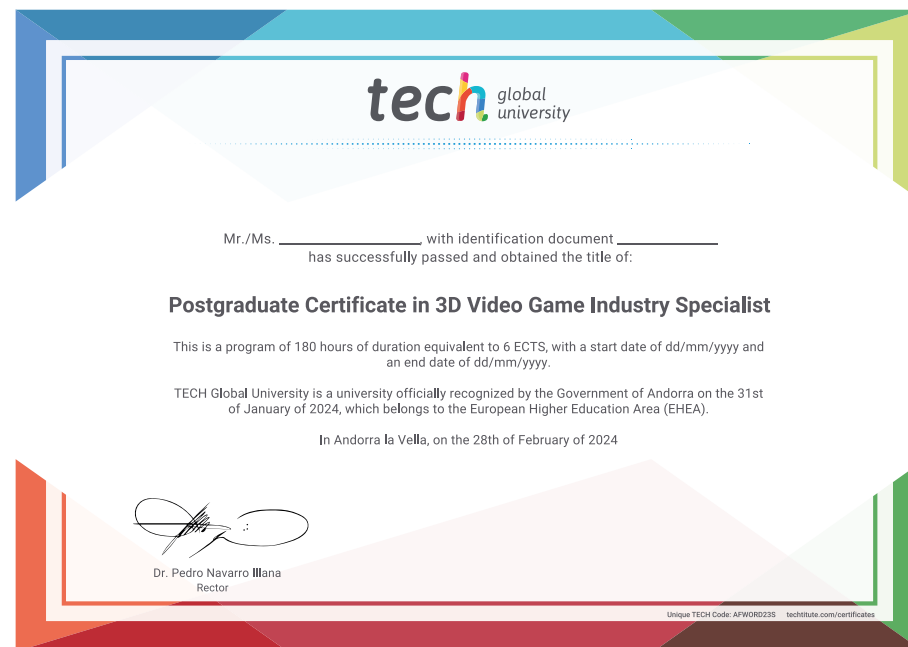 tech global university
Mr./Ms. ____________________, with identification document ______________
has successfully passed and obtained the title of:
Postgraduate Certificate in 3D Video Game Industry Specialist
This is a program of 180 hours of duration equivalent to 6 ECTS, with a start date of dd/mm/yyyy and
an end date of dd/mm/yyyy.
TECH Global University is a university officially recognized by the Government of Andorra on the 31st
of January of 2024, which belongs to the European Higher Education Area (EHEA).
In Andorra la Vella, on the 28th of February of 2024
Dr. Pedro Navarro Illana
Rector
Unique TECH Code: AFWORD23S techtitute.com/certificates